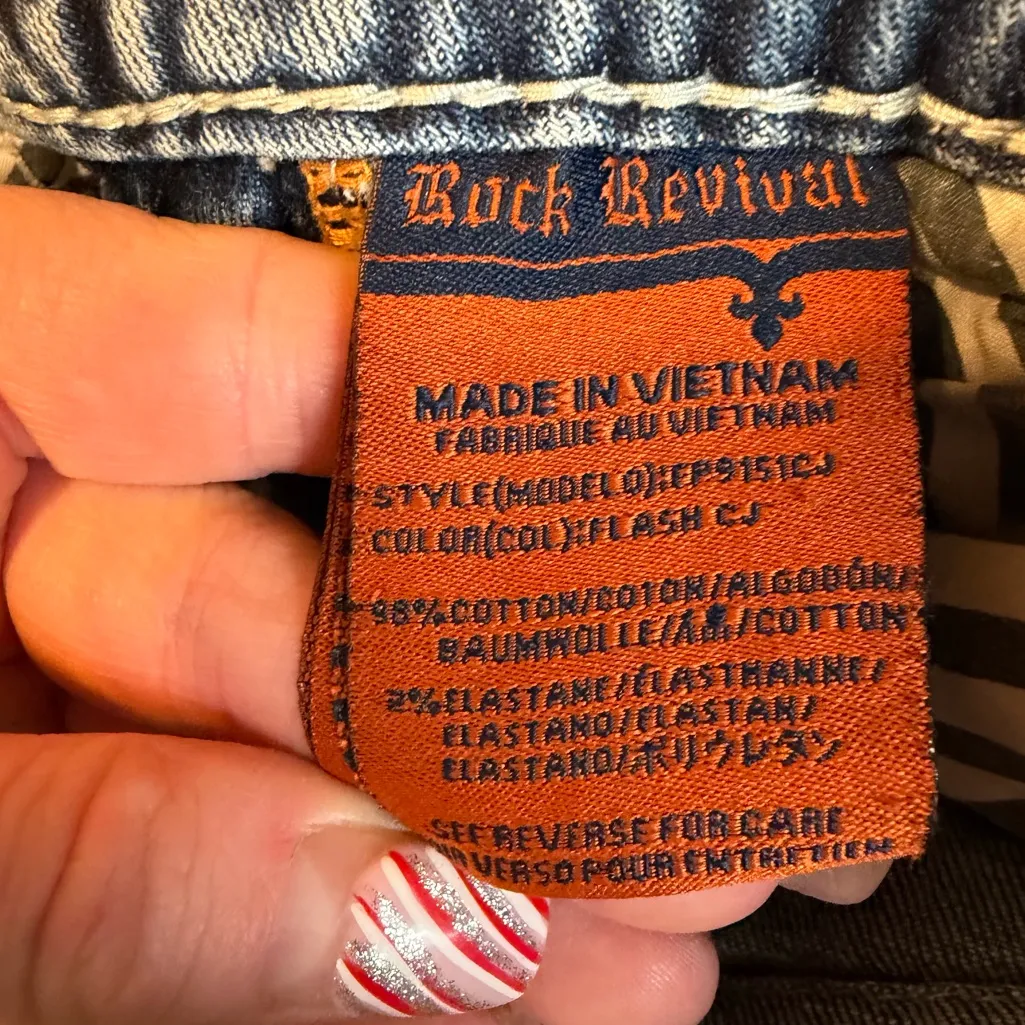 Rock Revival
MADE IN VIETNAM
FABRIQUE AU VIETNAM
STYLE(MODELO):EP9151CJ
COLOR(COL):FLASH CJ
98%COTTON/COTON/ALGODÓN/
BAUMWOLLE/綿/COTTON
2%ELASTANE/ÉLASTHANNE/
ELASTANO/ELASTAN/
ELASTANO/ポリウレタン
SEE REVERSE FOR CARE
VERSO POUR ENTRETIEN